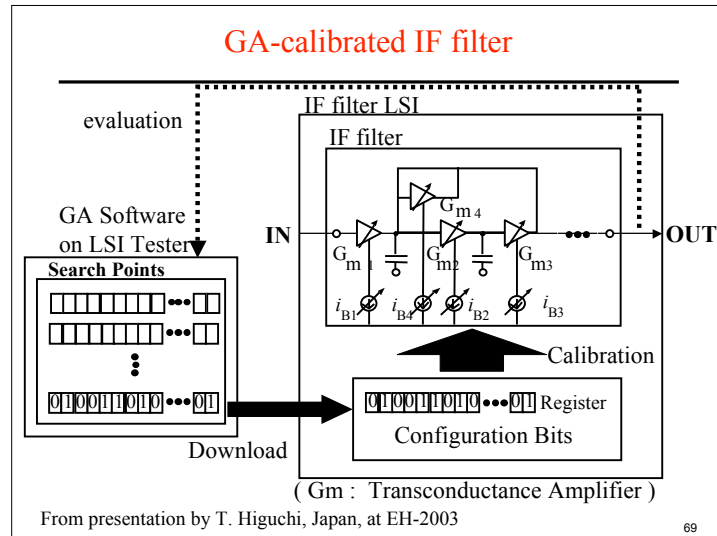 GA-calibrated IF filter
evaluation
IF filter LSI
IF filter
GA Software
on LSI Tester
Search Points
IN
OUT
Gm 1
Gm 4
Gm2
Gm3
iB1
iB4
iB2
iB3
Calibration
010011010•••01
010011010•••01 Register
Configuration Bits
Download
( Gm : Transconductance Amplifier )
From presentation by T. Higuchi, Japan, at EH-2003
69